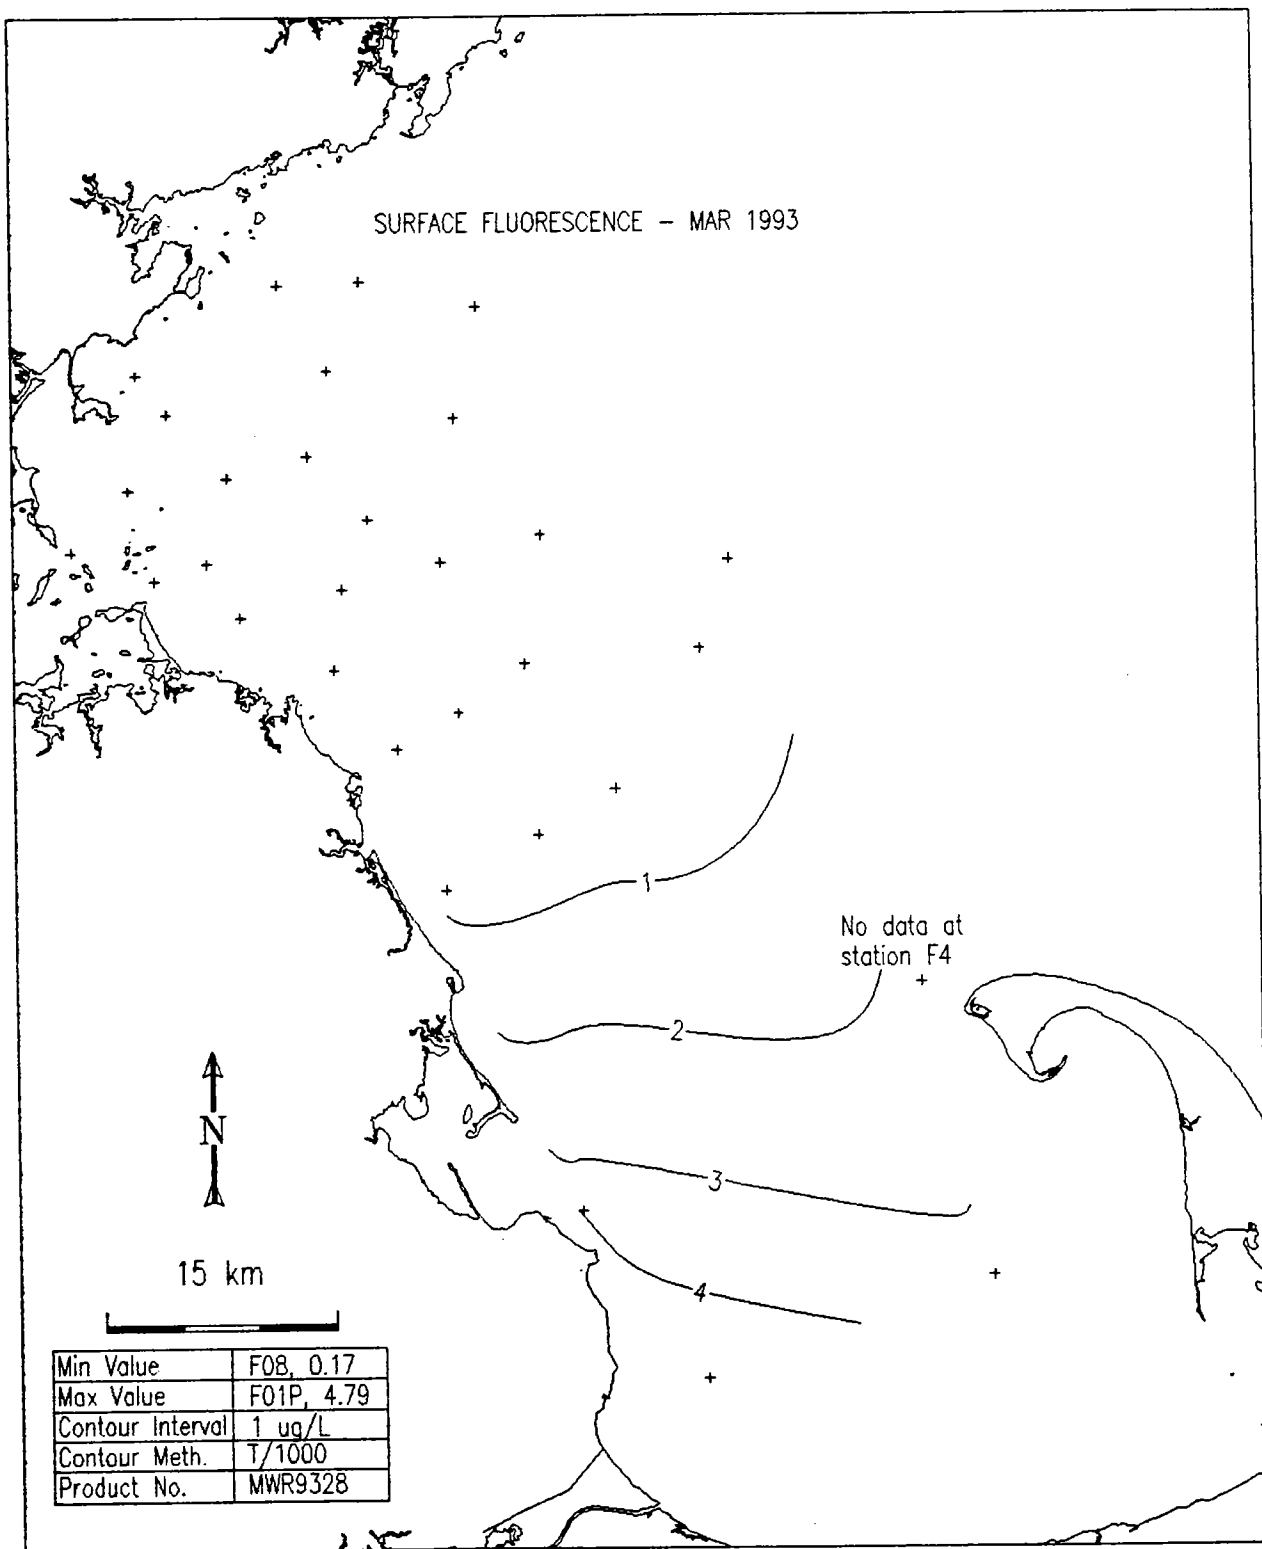 SURFACE FLUORESCENCE - MAR 1993
1
No data at
station F4
2
N
3
15 km
4
Min Value F08, 0.17
Max Value F01P, 4.79
Contour Interval 1 ug/L
Contour Meth. T/1000
Product No. MWR9328